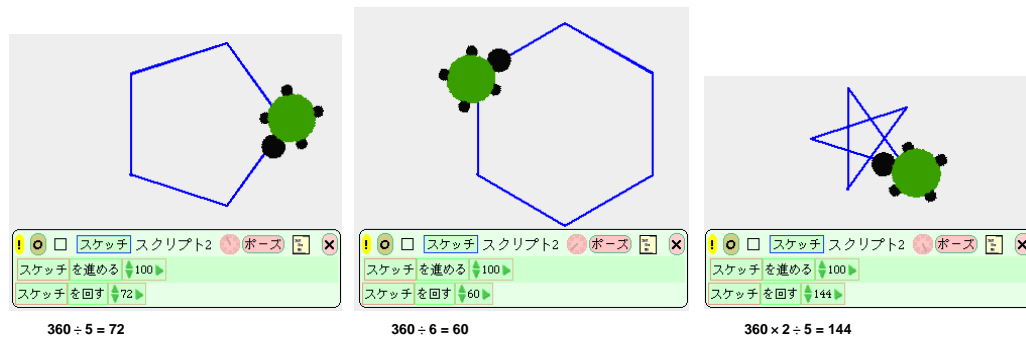 ! スケッチ スクリプト2 ポーズ
スケッチ を進める 100
スケッチ を回す 72
360 ÷ 5 = 72
! スケッチ スクリプト2 ポーズ
スケッチ を進める 100
スケッチ を回す 60
360 ÷ 6 = 60
! スケッチ スクリプト2 ポーズ
スケッチ を進める 100
スケッチ を回す 144
360 × 2 ÷ 5 = 144